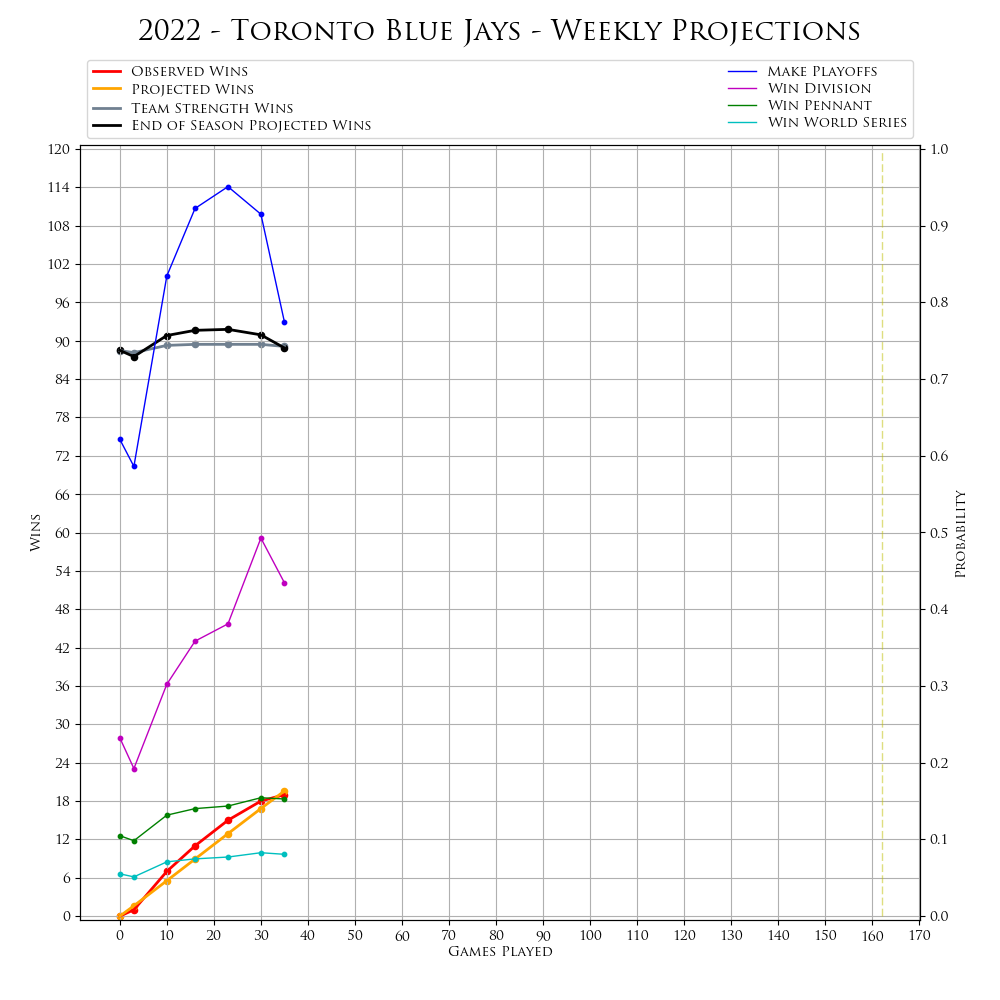 2022 - Toronto Blue Jays - Weekly Projections
Observed Wins
Projected Wins
Team Strength Wins
End of Season Projected Wins
Make Playoffs
Win Division
Win Pennant
Win World Series
120
114
108
102
96
90
84
78
72
66
60
54
48
42
36
30
24
18
12
6
0
Wins
1.0
0.9
0.8
0.7
0.6
0.5
0.4
0.3
0.2
0.1
0.0
Probability
0 10 20 30 40 50 60 70 80 90 100 110 120 130 140 150 160 170
Games Played